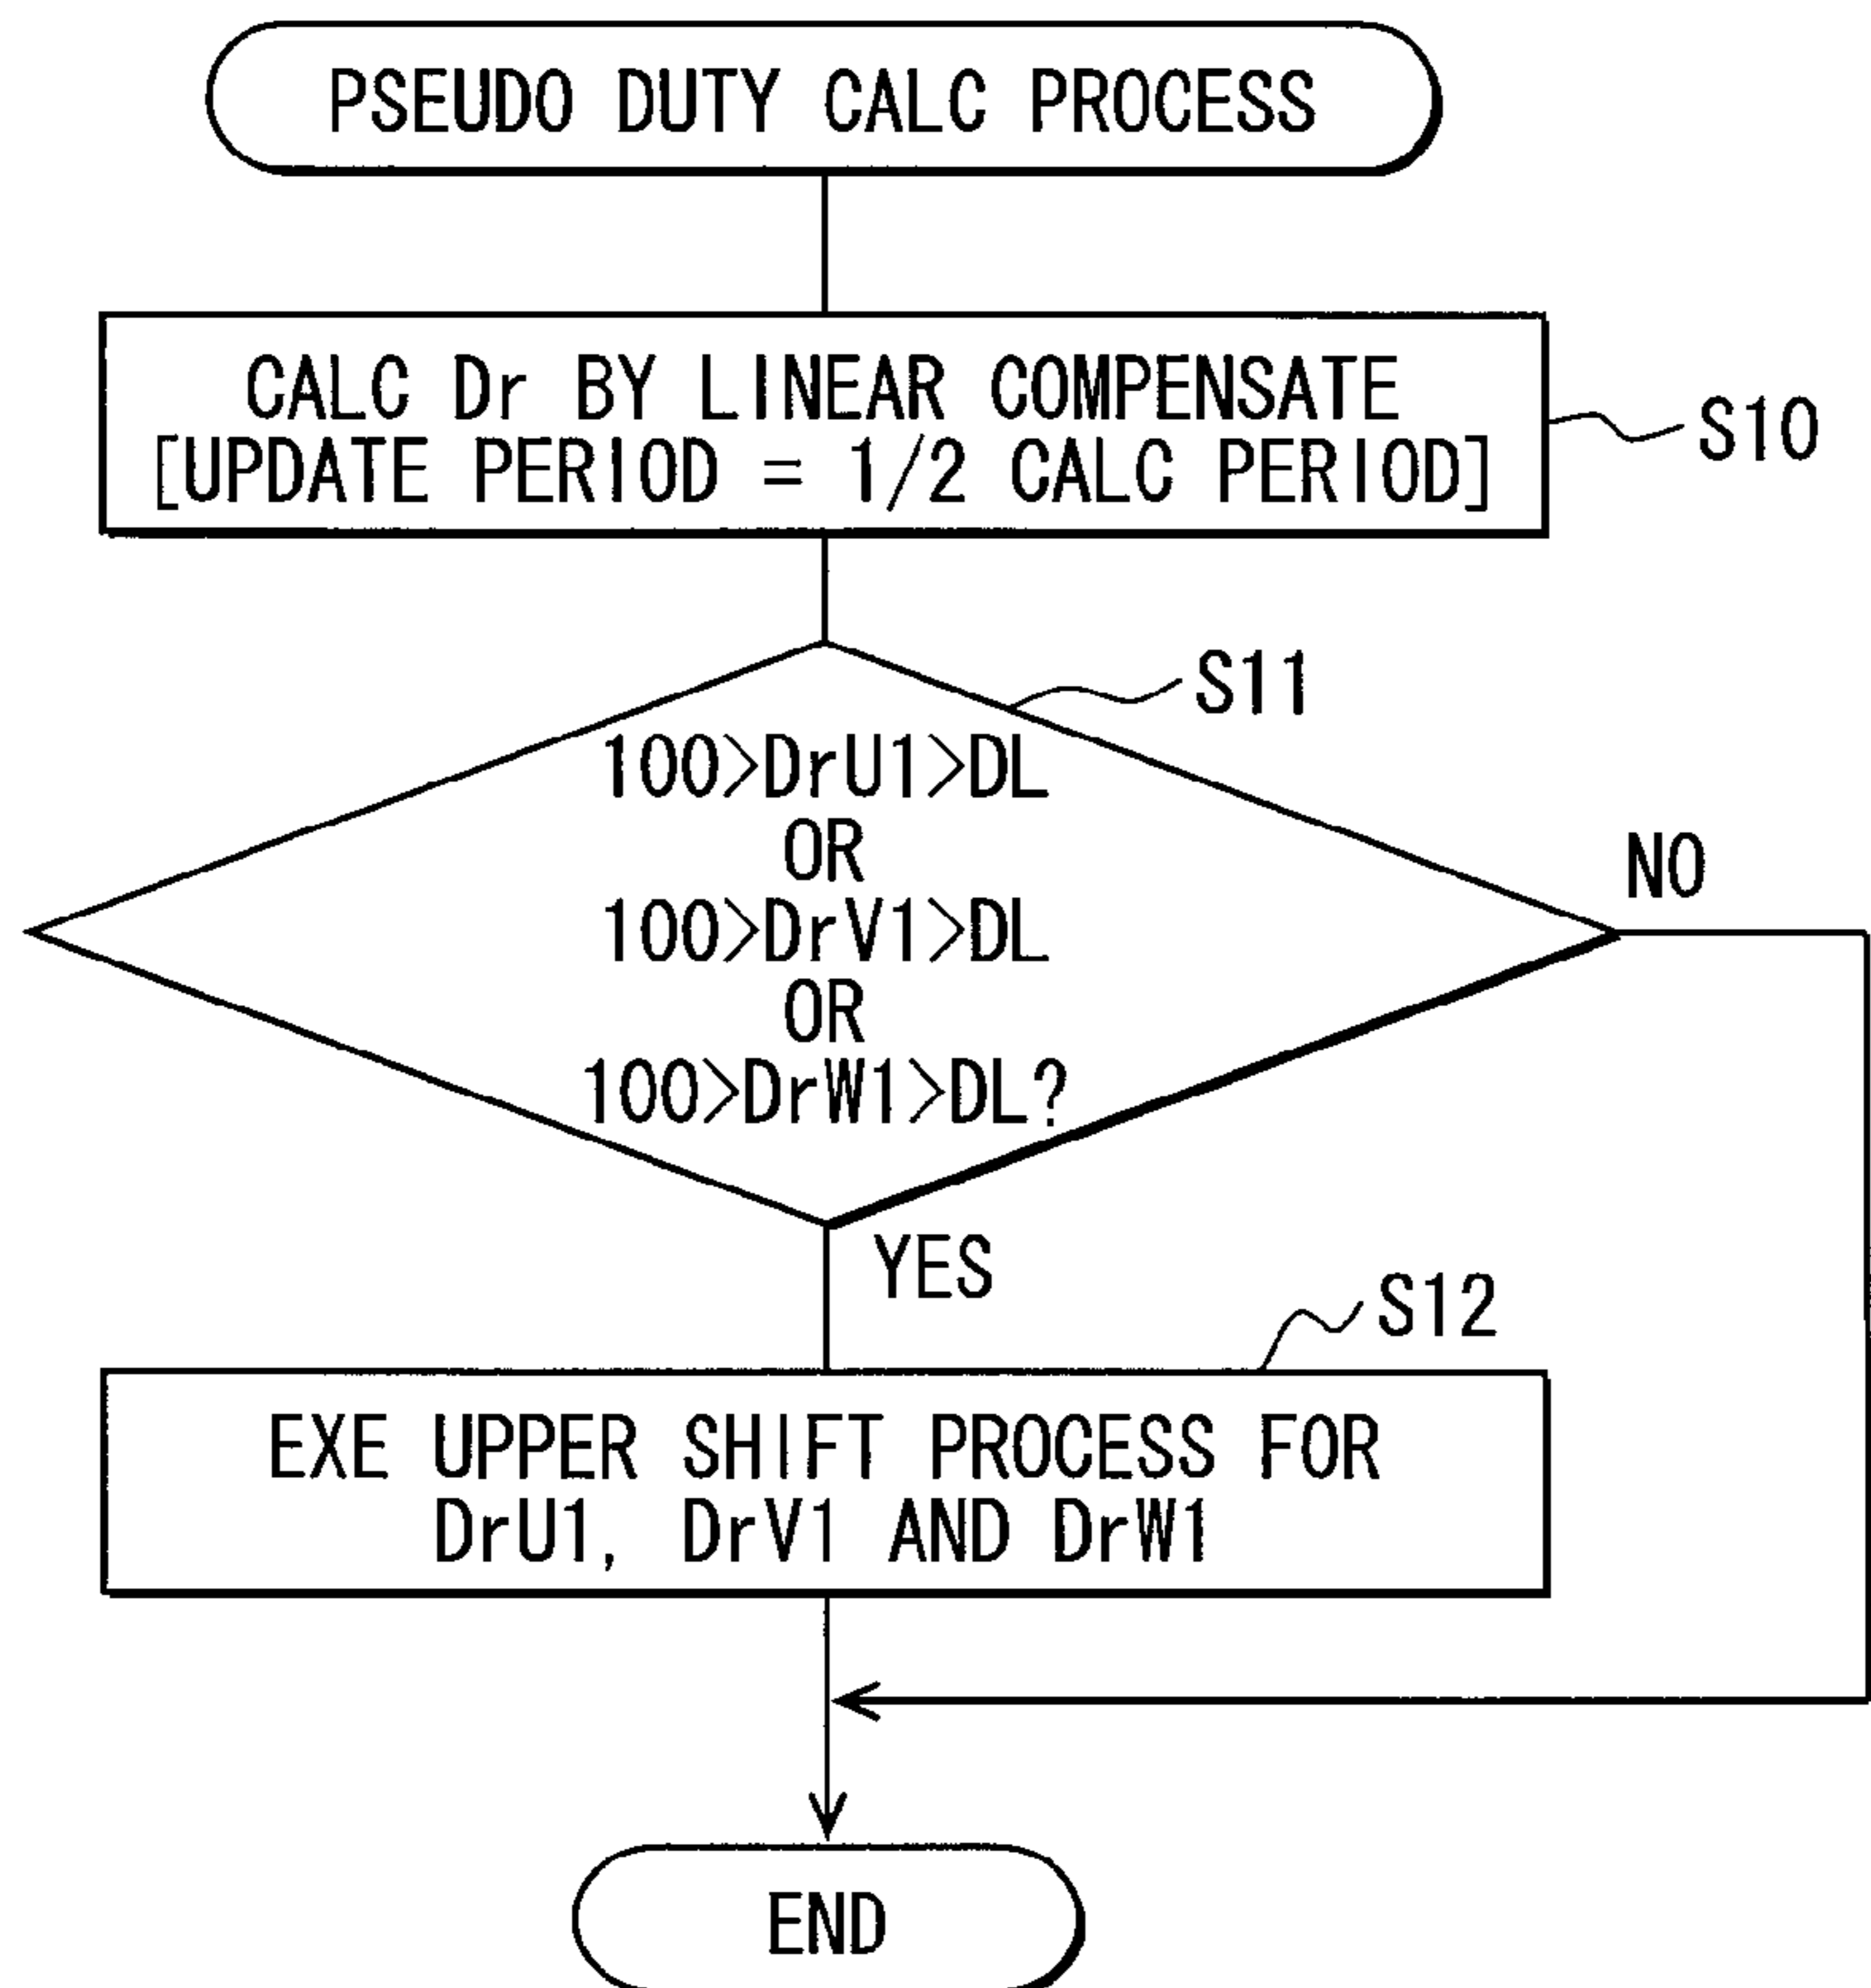 PSEUDO DUTY CALC PROCESS
CALC Dr BY LINEAR COMPENSATE
[UPDATE PERIOD = 1/2 CALC PERIOD]
S10
S11
100>DrU1>DL
OR
100>DrV1>DL
OR
100>DrW1>DL?
NO
YES
S12
EXE UPPER SHIFT PROCESS FOR
DrU1, DrV1 AND DrW1
END